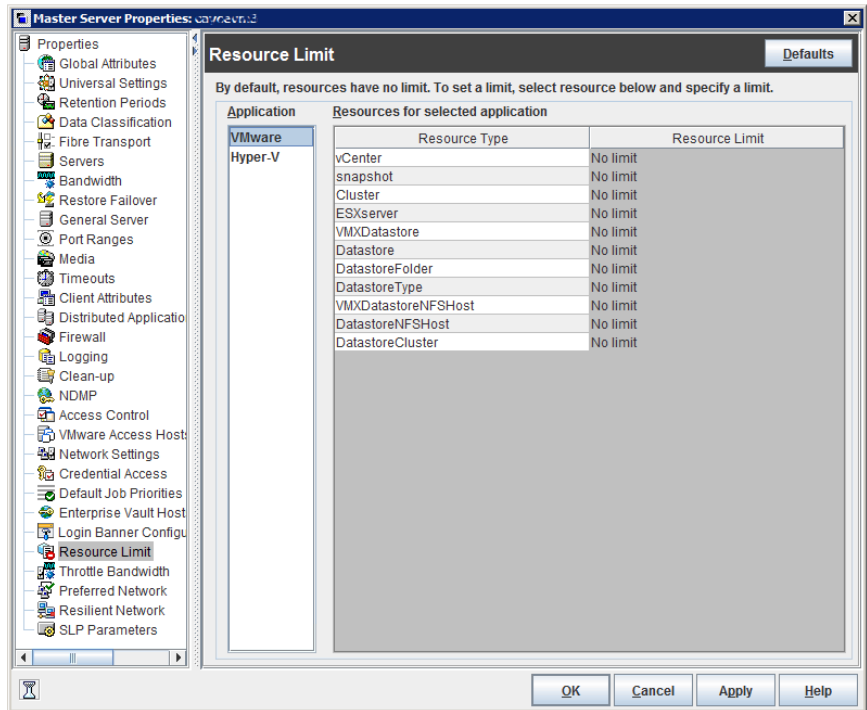 Master Server Properties:
Properties
Global Attributes
Universal Settings
Retention Periods
Data Classification
Fibre Transport
Servers
Bandwidth
Restore Failover
General Server
Port Ranges
Media
Timeouts
Client Attributes
Distributed Applicatio
Firewall
Logging
Clean-up
NDMP
Access Control
VMware Access Hosts
Network Settings
Credential Access
Default Job Priorities
Enterprise Vault Host
Login Banner Configu
Resource Limit
Throttle Bandwidth
Preferred Network
Resilient Network
SLP Parameters
Resource Limit
Defaults
By default, resources have no limit. To set a limit, select resource below and specify a limit.
Application
VMware
Hyper-V
Resources for selected application
Resource Type Resource Limit
vCenter No limit
snapshot No limit
Cluster No limit
ESXserver No limit
VMXDatastore No limit
Datastore No limit
DatastoreFolder No limit
DatastoreType No limit
VMXDatastoreNFSHost No limit
DatastoreNFSHost No limit
DatastoreCluster No limit
OK Cancel Apply Help